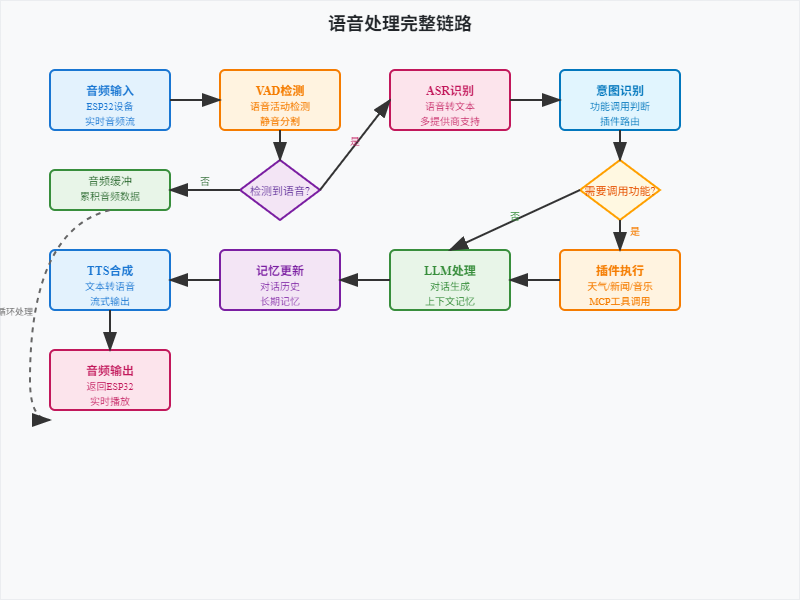 语音处理完整链路
音频输入
ESP32设备
实时音频流
VAD检测
语音活动检测
静音分割
ASR识别
语音转文本
多提供商支持
意图识别
功能调用判断
插件路由
是
音频缓冲
累积音频数据
否
检测到语音?
需要调用功能?
否
是
TTS合成
文本转语音
流式输出
记忆更新
对话历史
长期记忆
LLM处理
对话生成
上下文记忆
插件执行
天气/新闻/音乐
MCP工具调用
循环处理
音频输出
返回ESP32
实时播放